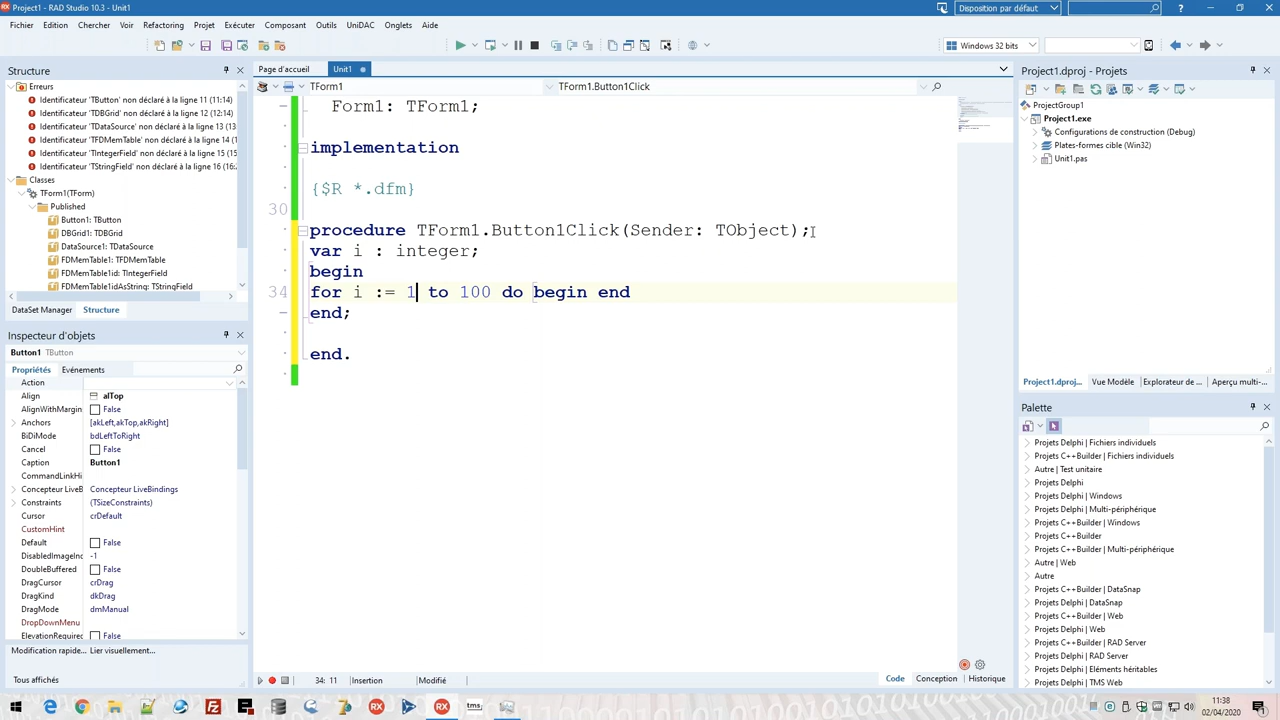 Project1 - RAD Studio 10.3 - Unit1
Disposition par défaut
Fichier Edition Chercher Voir Refactoring Projet Exécuter Composant Outils UniDAC Onglets Aide
Windows 32 bits
Structure
Erreurs
Identificateur 'TButton' non déclaré à la ligne 11 (11:14)
Identificateur 'TDBGrid' non déclaré à la ligne 12 (12:14)
Identificateur 'TDataSource' non déclaré à la ligne 13 (13:
Identificateur 'TFDMemTable' non déclaré à la ligne 14 (
Identificateur 'TIntegerField' non déclaré à la ligne 15 (15
Identificateur 'TStringField' non déclaré à la ligne 16 (16:
Classes
TForm1(TForm)
Published
Button1: TButton
DBGrid1: TDBGrid
DataSource1: TDataSource
FDMemTable1: TFDMemTable
FDMemTable1id: TIntegerField
FDMemTable1idAsString: TStringField
DataSet Manager Structure
Inspecteur d'objets
Button1 TButton
Propriétés Evénements
Action
Align alTop
AlignWithMargin False
Anchors [akLeft,akTop,akRight]
BiDiMode bdLeftToRight
Cancel False
Caption Button1
CommandLinkHi
Concepteur LiveB Concepteur LiveBindings
Constraints (TSizeConstraints)
Cursor crDefault
CustomHint
Default False
DisabledImageInd -1
DoubleBuffered False
DragCursor crDrag
DragKind dkDrag
DragMode dmManual
DropDownMenu
ElevationRequired False
Modification rapide... Lier visuellement...
Tous affichés
Page d'accueil Unit1
TForm1 TForm1.Button1Click
Form1: TForm1;
implementation
{$R *.dfm}
30
procedure TForm1.Button1Click(Sender: TObject);
var i : integer;
begin
34 for i := 1 to 100 do begin end
end;
end.
34: 11 Insertion Modifié
Code Conception Historique
Project1.dproj - Projets
ProjectGroup1
Project1.exe
Configurations de construction (Debug)
Plates-formes cible (Win32)
Unit1.pas
Project1.dproj... Vue Modèle Explorateur de ... Aperçu multi-...
Palette
Projets Delphi | Fichiers individuels
Projets C++Builder | Fichiers individuels
Autre | Test unitaire
Projets Delphi
Projets Delphi | Windows
Projets Delphi | Multi-périphérique
Projets C++Builder | Windows
Projets C++Builder
Projets C++Builder | Multi-périphérique
Autre | Web
Autre
Projets C++Builder | DataSnap
Projets Delphi | DataSnap
Projets C++Builder | Web
Projets Delphi | Web
Projets C++Builder | RAD Server
Projets Delphi | RAD Server
Projets Delphi | Eléments hérités
Projets Delphi | TMS Web
tms
11:38
02/04/2020